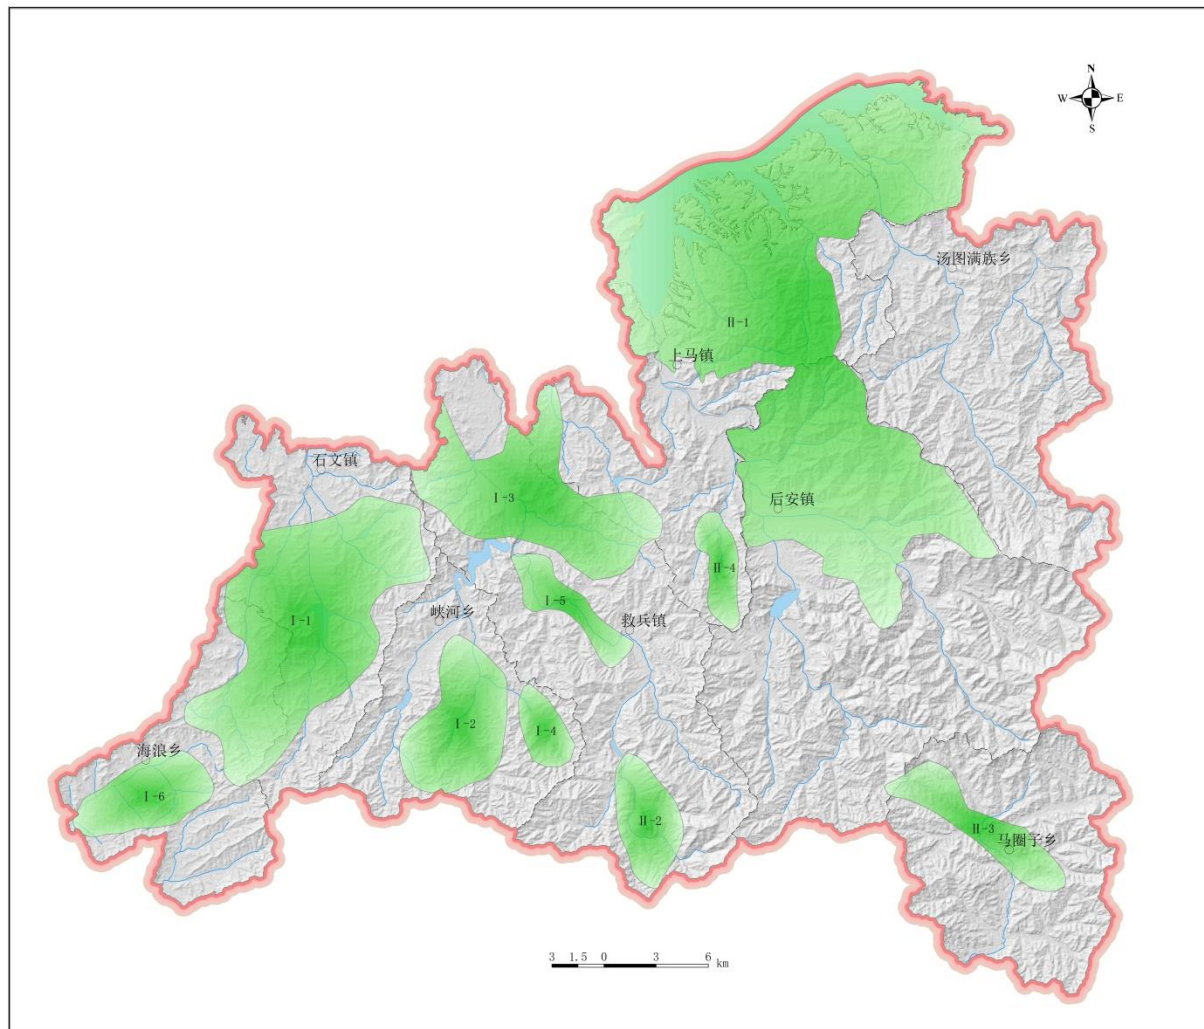 N
W E
S
汤图满族乡
II-1
上马镇
石文镇
I-3
后安镇
II-4
I-5
峡河乡
救兵镇
I-1
I-2
I-4
海浪乡
I-6
II-2
II-3
马圈子乡
3 1.5 0 3 6 km